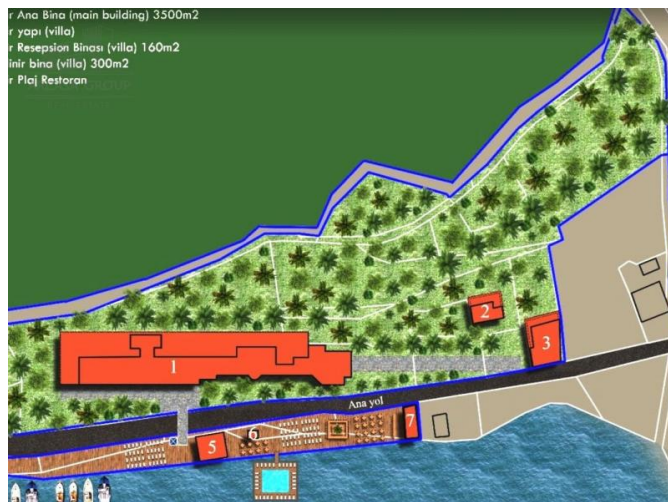 r Ana Bina (main building) 3500m2
r yapı (villa)
r Resepsion Binası (villa) 160m2
inir bina (villa) 300m2
r Plaj Restoran
GROUP
2
3
1
Ana yol
7
6
5